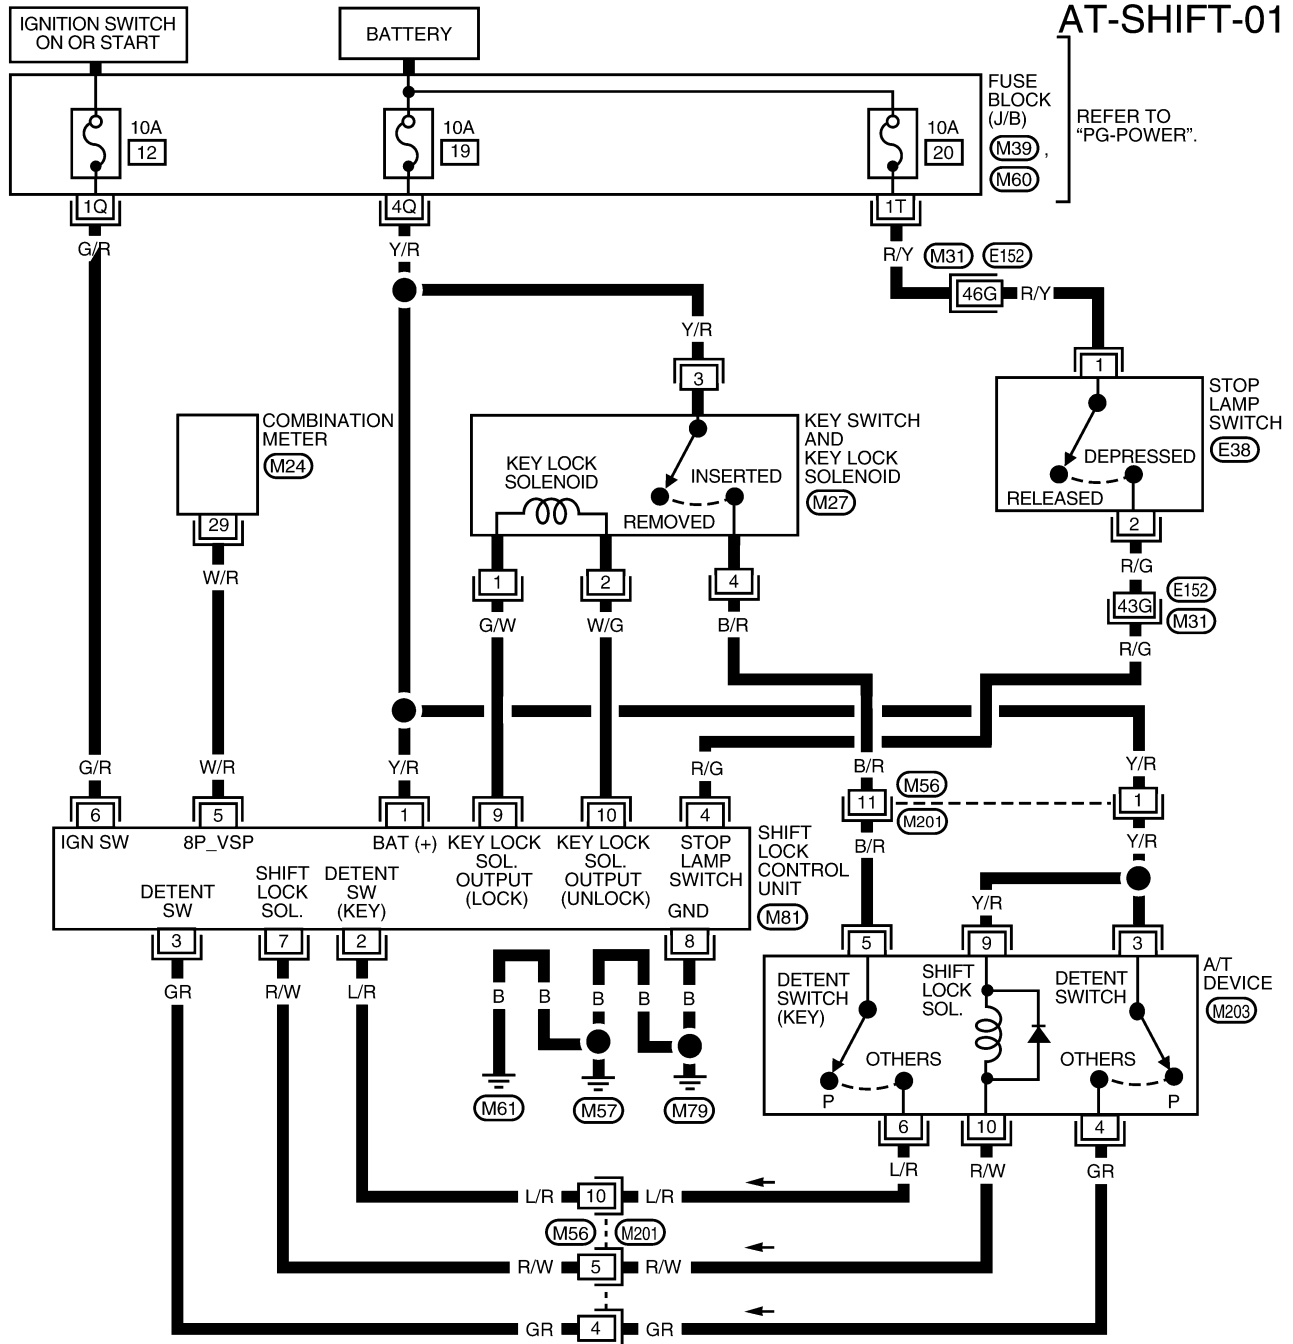 AT-SHIFT-01
IGNITION SWITCH
ON OR START
BATTERY
10A
12
10A
19
10A
20
FUSE
BLOCK
(J/B)
M39 ,
M60
REFER TO
“PG-POWER”.
1Q
4Q
1T
G/R
Y/R
R/Y
M31
E152
46G
R/Y
Y/R
3
1
STOP
LAMP
SWITCH
E38
DEPRESSED
RELEASED
2
COMBINATION
METER
M24
29
KEY LOCK
SOLENOID
INSERTED
REMOVED
KEY SWITCH
AND
KEY LOCK
SOLENOID
M27
W/R
1
2
4
R/G
43G
E152
M31
R/G
G/W
W/G
B/R
G/R
W/R
Y/R
R/G
B/R
Y/R
6
5
1
9
10
4
11
M56
M201
1
B/R
Y/R
IGN SW
8P_VSP
BAT (+)
KEY LOCK
SOL.
OUTPUT
(LOCK)
KEY LOCK
SOL.
OUTPUT
(UNLOCK)
STOP
LAMP
SWITCH
SHIFT
LOCK
CONTROL
UNIT
M81
DETENT
SW
SHIFT
LOCK
SOL.
DETENT
SW
(KEY)
GND
Y/R
3
7
2
8
5
9
3
GR
R/W
L/R
B
B
B
B
B
M61
M57
M79
DETENT
SWITCH
(KEY)
SHIFT
LOCK
SOL.
DETENT
SWITCH
A/T
DEVICE
M203
OTHERS
OTHERS
P
P
6
10
4
L/R
R/W
GR
L/R
10
L/R
M56
M201
R/W
5
R/W
GR
4
GR